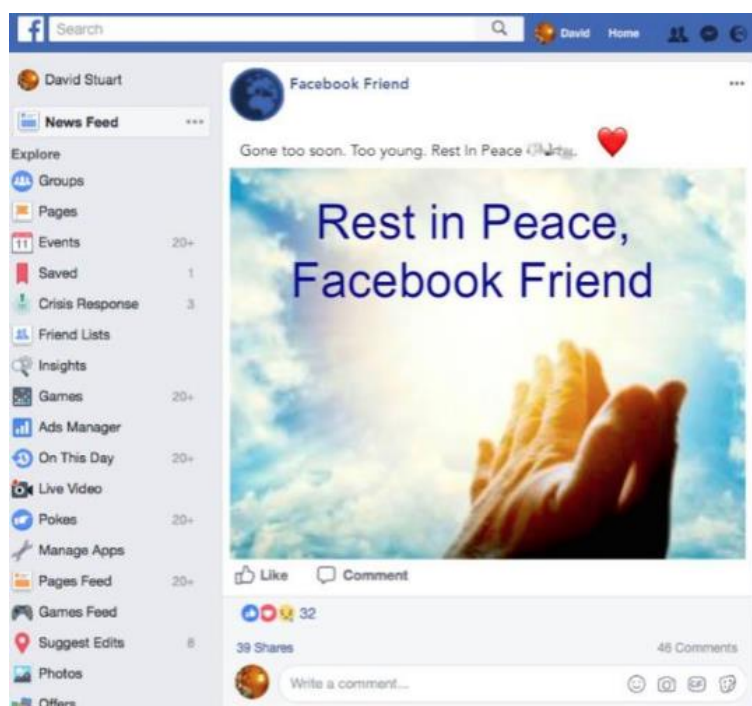 f Search David Home
David Stuart
News Feed
Explore
Groups
Pages
Events 20+
Saved 1
Crisis Response 3
Friend Lists
Insights
Games 20+
Ads Manager
On This Day 20+
Live Video
Pokes 20+
Manage Apps
Pages Feed 20+
Games Feed
Suggest Edits 8
Photos
Offers
Facebook Friend
Gone too soon. Too young. Rest In Peace
Rest in Peace,
Facebook Friend
Like Comment
32
39 Shares 46 Comments
Write a comment...
GIF
11